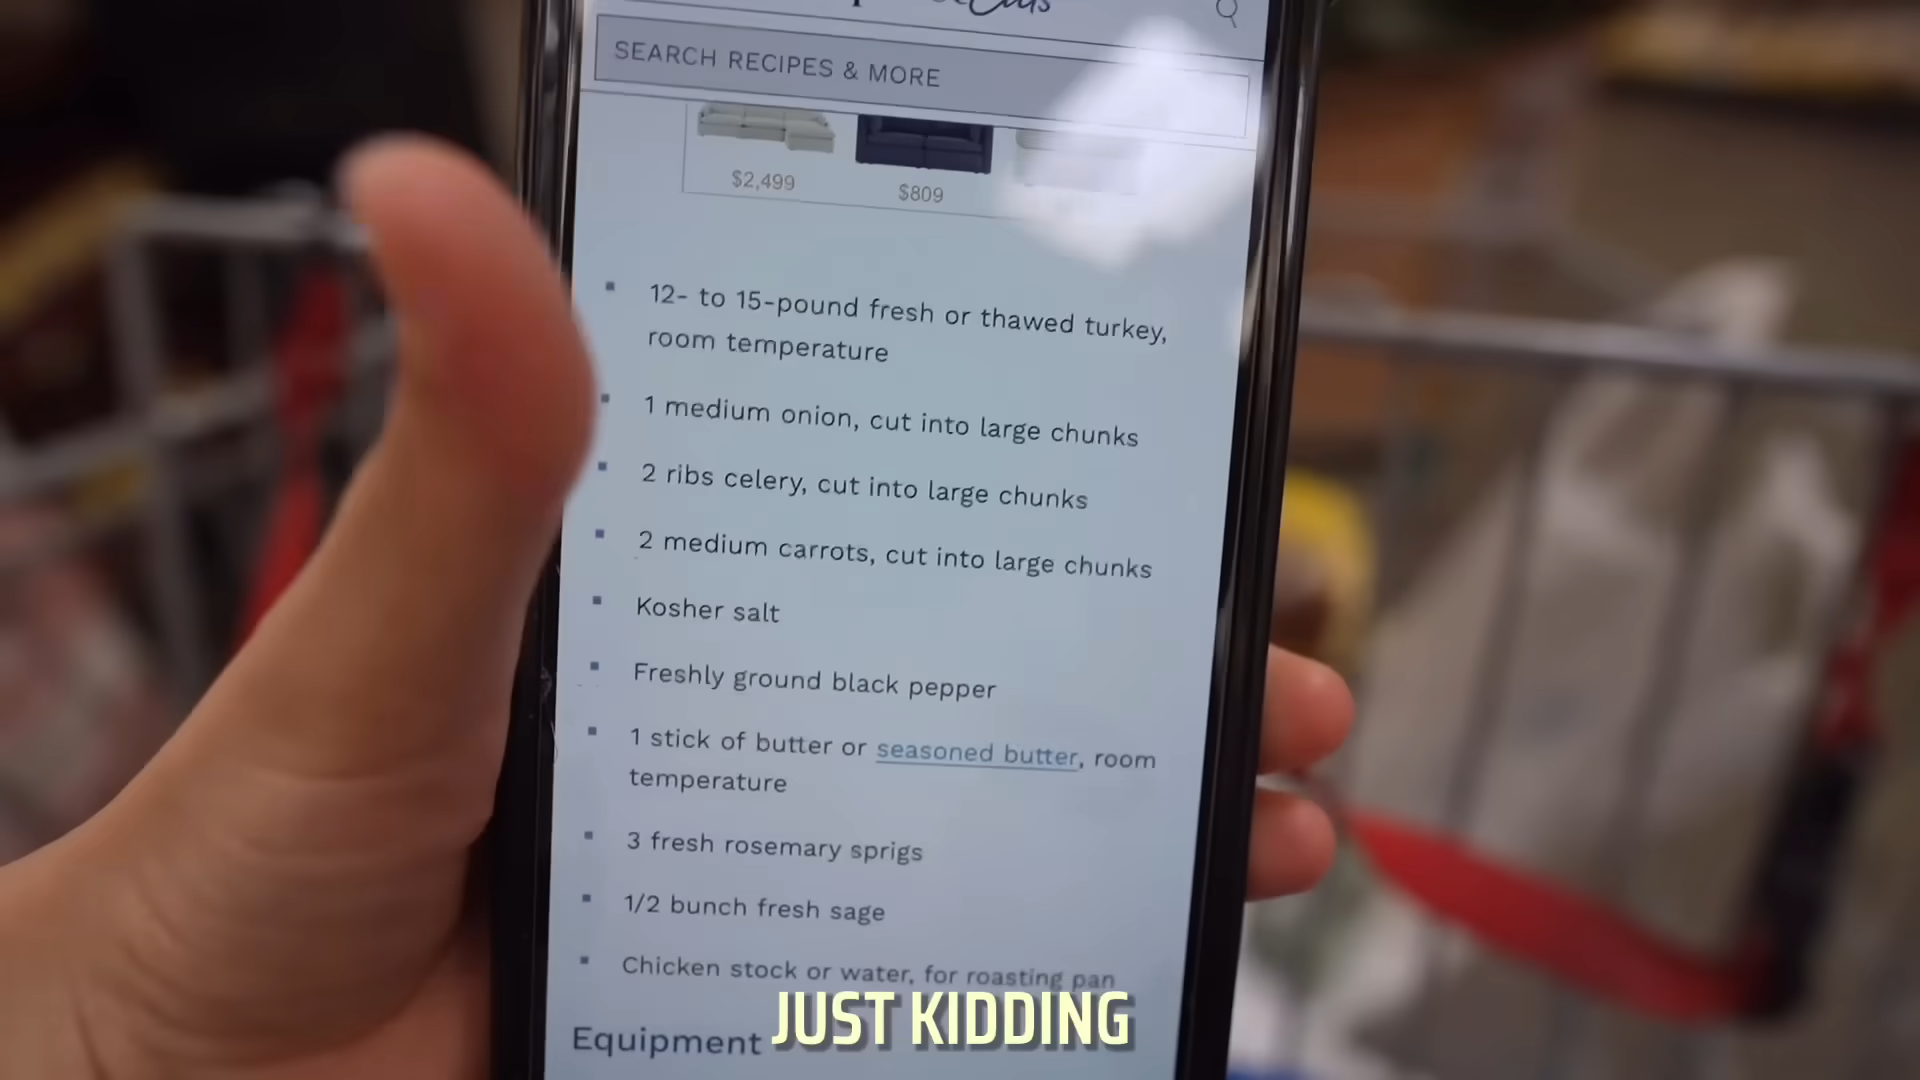 SEARCH RECIPES & MORE
$2,499
$809
12- to 15-pound fresh or thawed turkey,
room temperature
1 medium onion, cut into large chunks
2 ribs celery, cut into large chunks
2 medium carrots, cut into large chunks
Kosher salt
Freshly ground black pepper
1 stick of butter or seasoned butter, room
temperature
3 fresh rosemary sprigs
1/2 bunch fresh sage
Chicken stock or water, for roasting pan
Equipment
JUST KIDDING